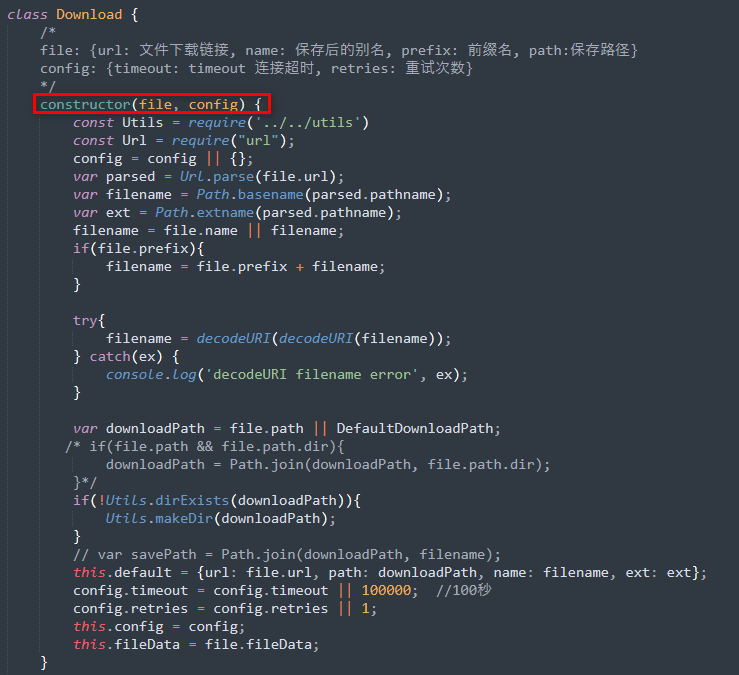 class Download {
/*
file: {url: 文件下载链接, name: 保存后的别名, prefix: 前缀名, path:保存路径}
config: {timeout: timeout 连接超时, retries: 重试次数}
*/
constructor(file, config) {
const Utils = require('../../utils')
const Url = require("url");
config = config || {};
var parsed = Url.parse(file.url);
var filename = Path.basename(parsed.pathname);
var ext = Path.extname(parsed.pathname);
filename = file.name || filename;
if(file.prefix){
filename = file.prefix + filename;
}
try{
filename = decodeURI(decodeURI(filename));
} catch(ex) {
console.log('decodeURI filename error', ex);
}
var downloadPath = file.path || DefaultDownloadPath;
/* if(file.path && file.path.dir){
downloadPath = Path.join(downloadPath, file.path.dir);
}*/
if(!Utils.dirExists(downloadPath)){
Utils.makeDir(downloadPath);
}
// var savePath = Path.join(downloadPath, filename);
this.default = {url: file.url, path: downloadPath, name: filename, ext: ext};
config.timeout = config.timeout || 100000; //100秒
config.retries = config.retries || 1;
this.config = config;
this.fileData = file.fileData;
}